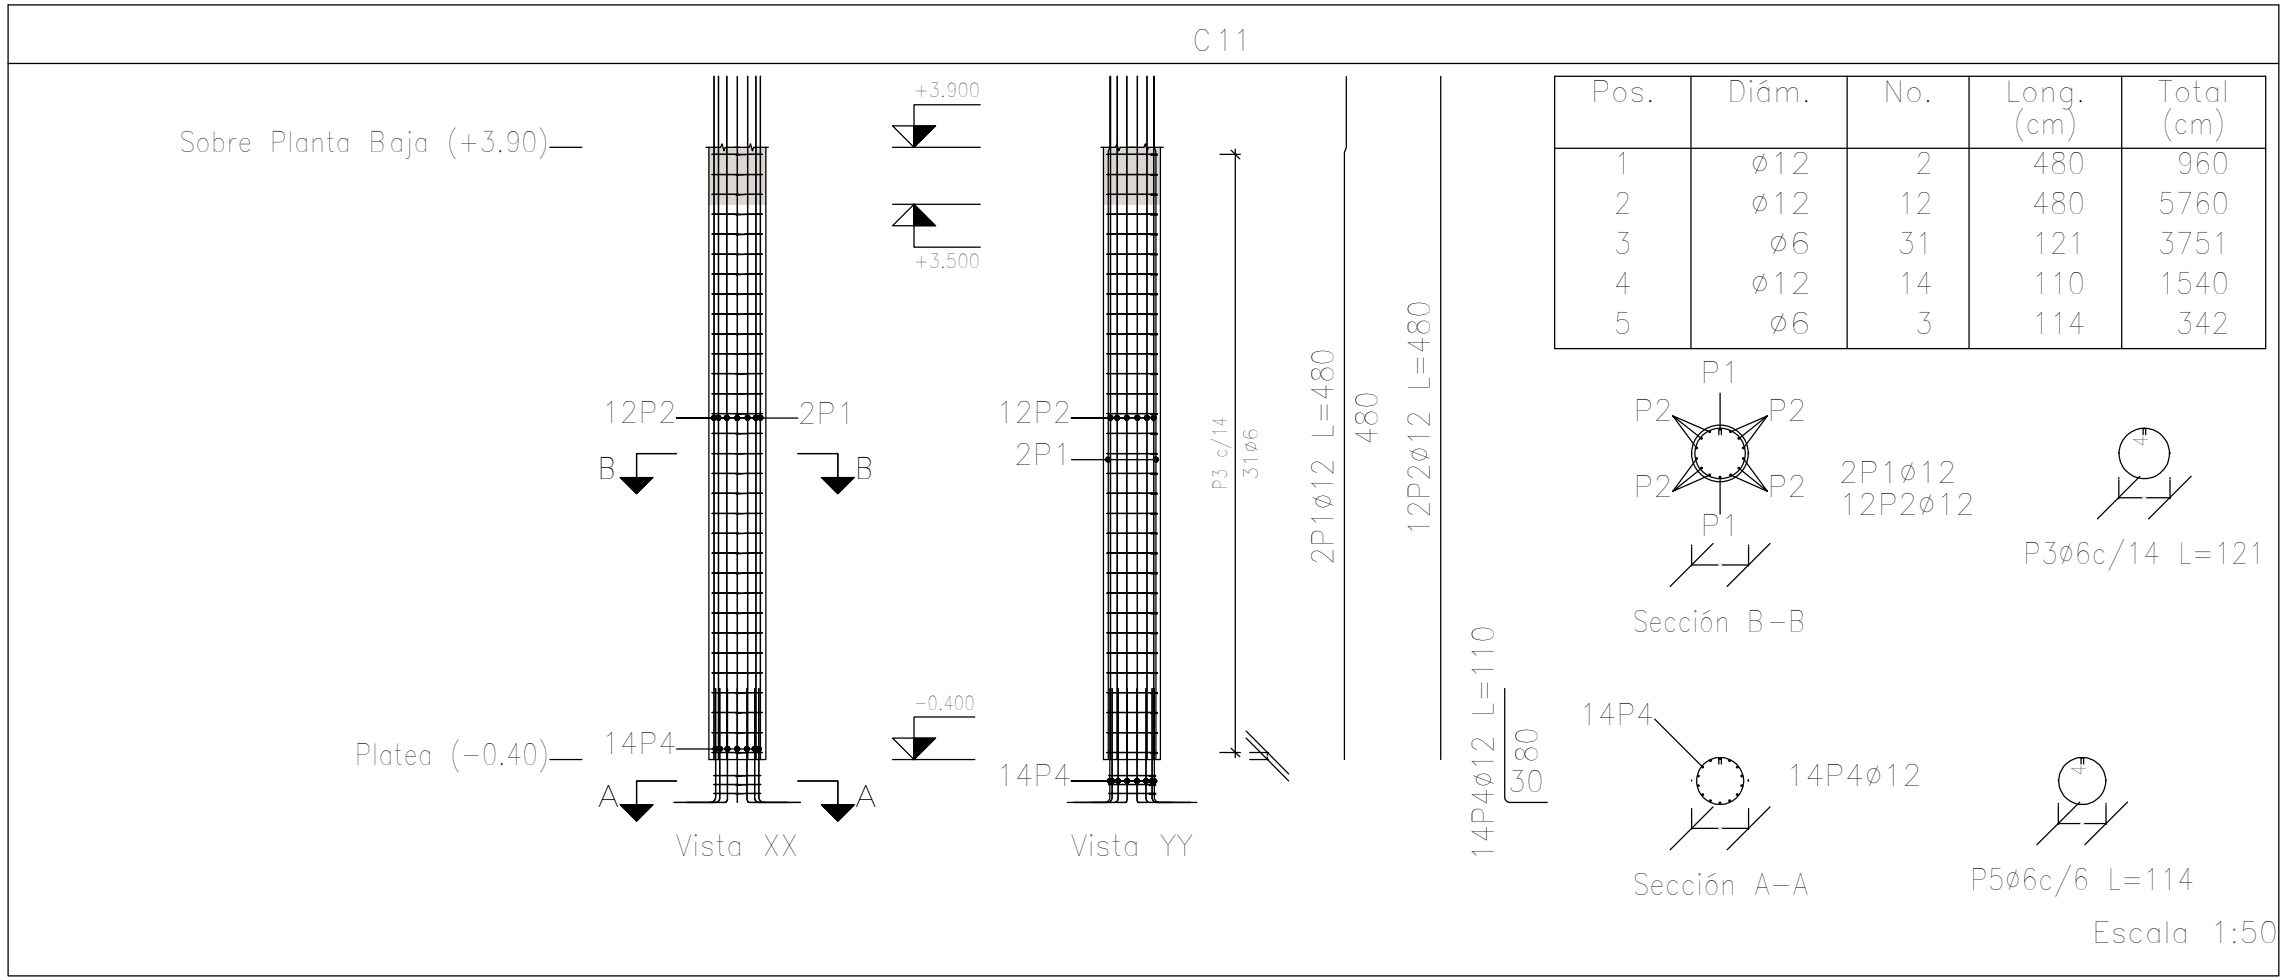 C11
+3.900
Sobre Planta Baja (+3.90)
+3.500
12P2
2P1
B
B
14P4
Platea (-0.40)
-0.400
A
A
Vista XX
12P2
2P1
14P4
Vista YY
P3 c/14
31ø6
2P1ø12 L=480
480
12P2ø12 L=480
14P4ø12 L=110
30
80
Pos. Diám. No. Long. (cm) Total (cm)
1 ø12 2 480 960
2 ø12 12 480 5760
3 ø6 31 121 3751
4 ø12 14 110 1540
5 ø6 3 114 342
P1
P2
P2
P2
P2
P1
2P1ø12
12P2ø12
Sección B-B
4
P3ø6c/14 L=121
14P4
14P4ø12
Sección A-A
4
P5ø6c/6 L=114
Escala 1:50